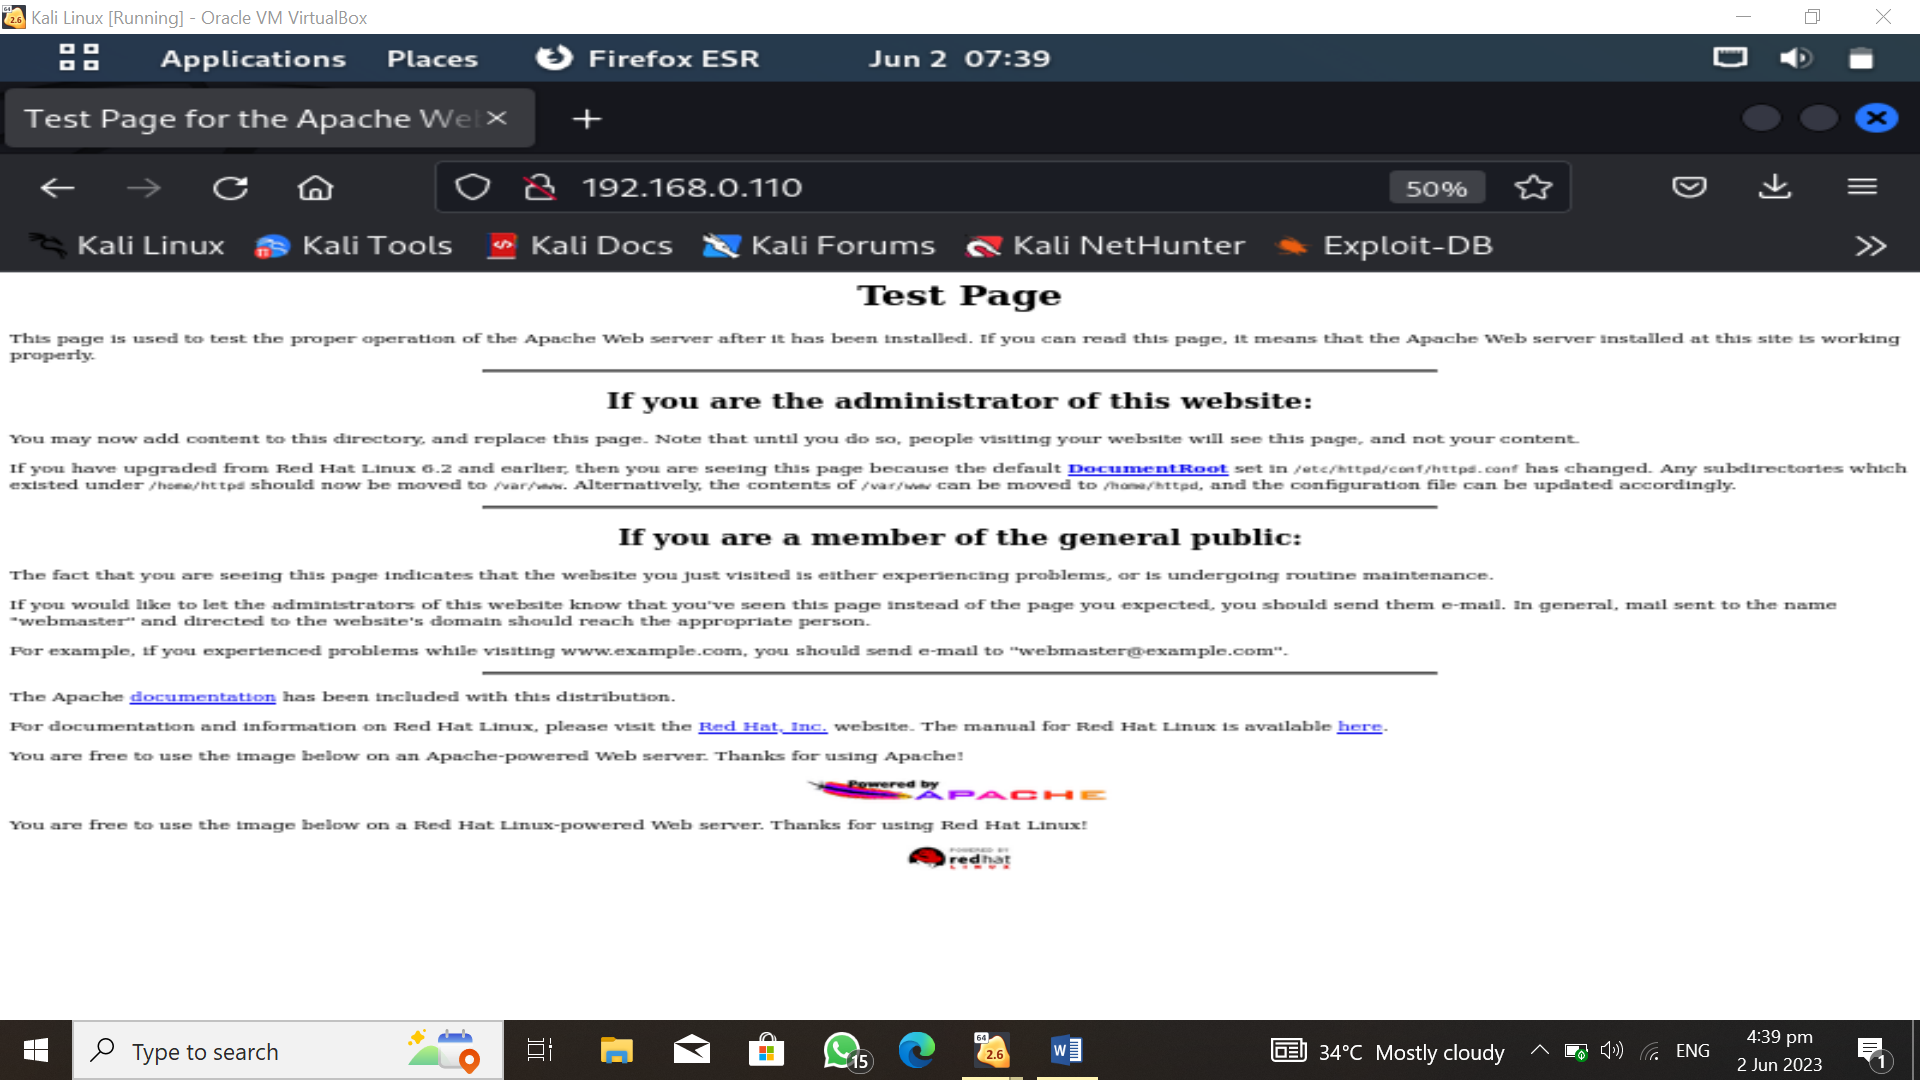 Kali Linux [Running] - Oracle VM VirtualBox
Applications Places Firefox ESR Jun 2 07:39
Test Page for the Apache We
192.168.0.110 50%
Kali Linux Kali Tools Kali Docs Kali Forums Kali NetHunter Exploit-DB
Test Page
This page is used to test the proper operation of the Apache Web server after it has been installed. If you can read this page, it means that the Apache Web server installed at this site is working
properly.
If you are the administrator of this website:
You may now add content to this directory, and replace this page. Note that until you do so, people visiting your website will see this page, and not your content.
If you have upgraded from Red Hat Linux 6.2 and earlier, then you are seeing this page because the default DocumentRoot set in /etc/httpd/conf/httpd.conf has changed. Any subdirectories which
existed under /home/httpd should now be moved to /var/www. Alternatively, the contents of /var/www can be moved to /home/httpd, and the configuration file can be updated accordingly.
If you are a member of the general public:
The fact that you are seeing this page indicates that the website you just visited is either experiencing problems, or is undergoing routine maintenance.
If you would like to let the administrators of this website know that you've seen this page instead of the page you expected, you should send them e-mail. In general, mail sent to the name
"webmaster" and directed to the website's domain should reach the appropriate person.
For example, if you experienced problems while visiting www.example.com, you should send e-mail to "webmaster@example.com".
The Apache documentation has been included with this distribution.
For documentation and information on Red Hat Linux, please visit the Red Hat, Inc. website. The manual for Red Hat Linux is available here.
You are free to use the image below on an Apache-powered Web server. Thanks for using Apache!
Powered by
APACHE
You are free to use the image below on a Red Hat Linux-powered Web server. Thanks for using Red Hat Linux!
POWERED BY
redhat
LINUX
Type to search
15
64
2.6
34°C Mostly cloudy
ENG
4:39 pm
2 Jun 2023
1